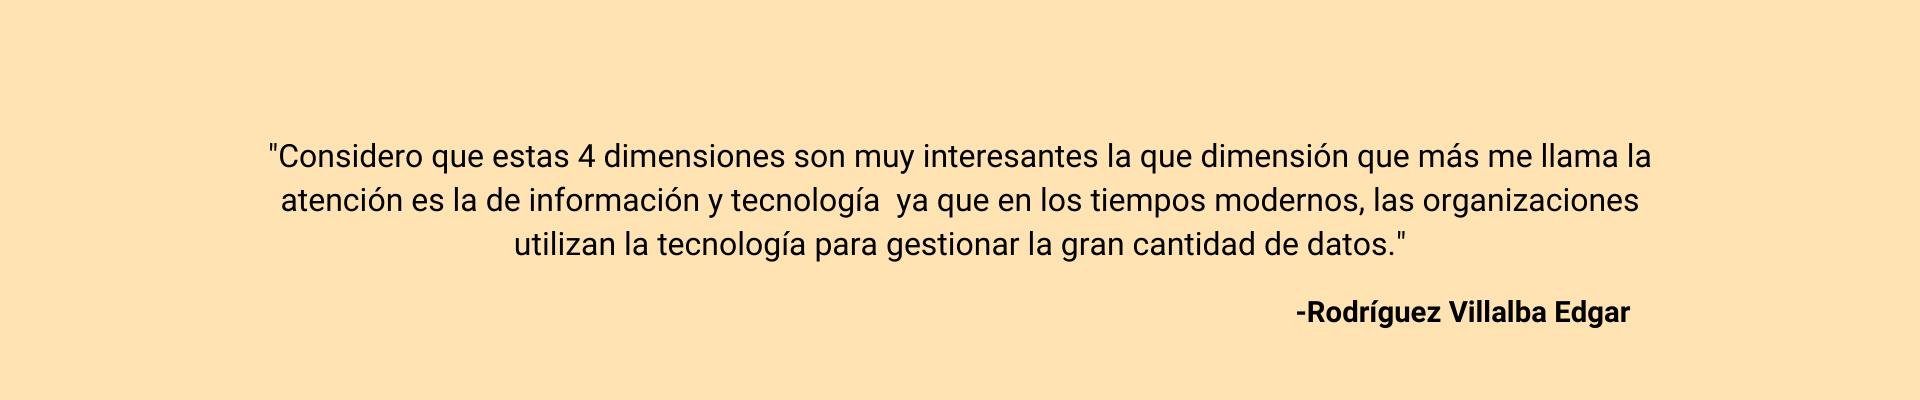 "Considero que estas 4 dimensiones son muy interesantes la que dimensión que más me llama la
atención es la de información y tecnología  ya que en los tiempos modernos, las organizaciones
utilizan la tecnología para gestionar la gran cantidad de datos."
-Rodríguez Villalba Edgar